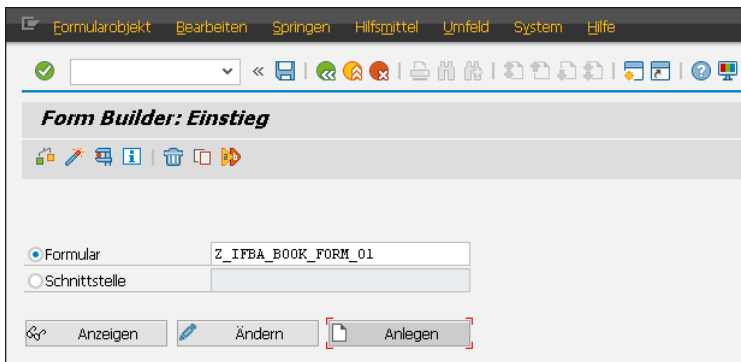 Formularobjekt Bearbeiten Springen Hilfsmittel Umfeld System Hilfe
Form Builder: Einstieg
Formular Z_IFBA_BOOK_FORM_01
Schnittstelle
Anzeigen Ändern Anlegen